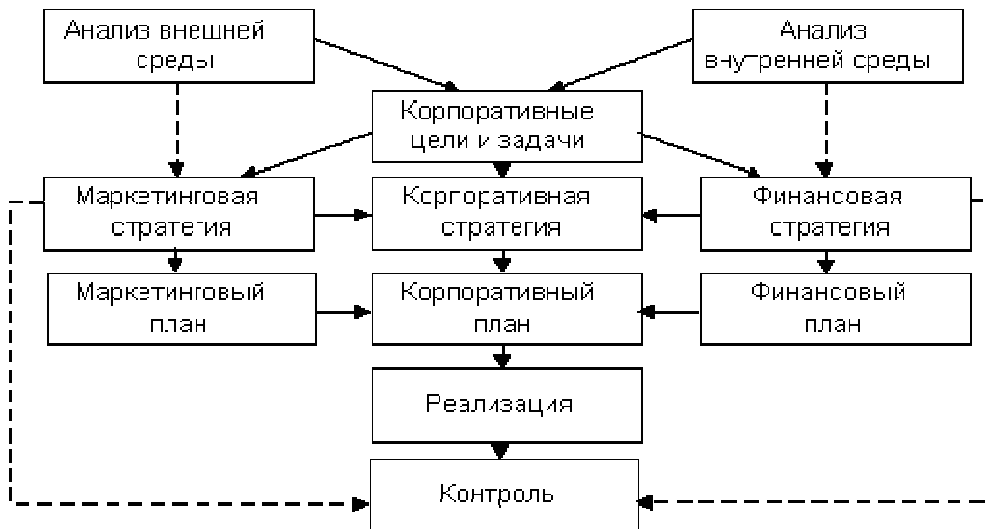 Анализ внешней
среды
Анализ
внутренней среды
Корпоративные
цели и задачи
Маркетинговая
стратегия
Корпоративная
стратегия
Финансовая
стратегия
Маркетинговый
план
Корпоративный
план
Финансовый
план
Реализация
Контроль